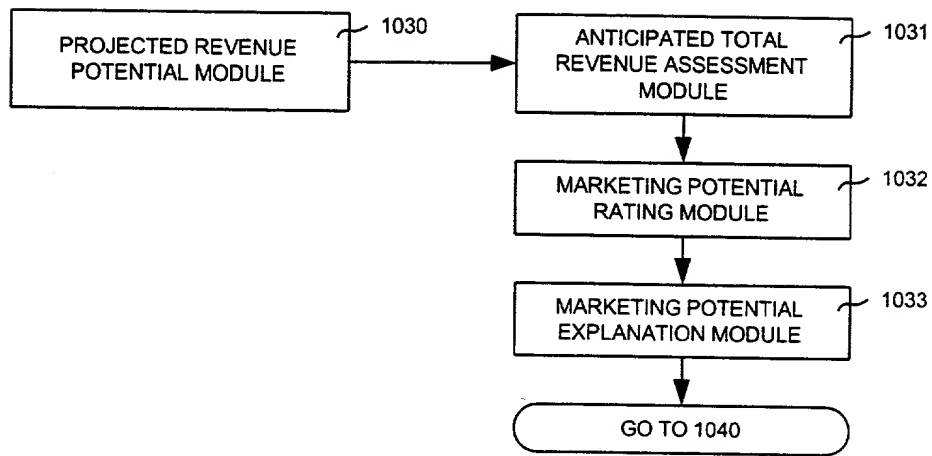 PROJECTED REVENUE
POTENTIAL MODULE
1030
ANTICIPATED TOTAL
REVENUE ASSESSMENT
MODULE
1031
MARKETING POTENTIAL
RATING MODULE
1032
MARKETING POTENTIAL
EXPLANATION MODULE
1033
GO TO 1040